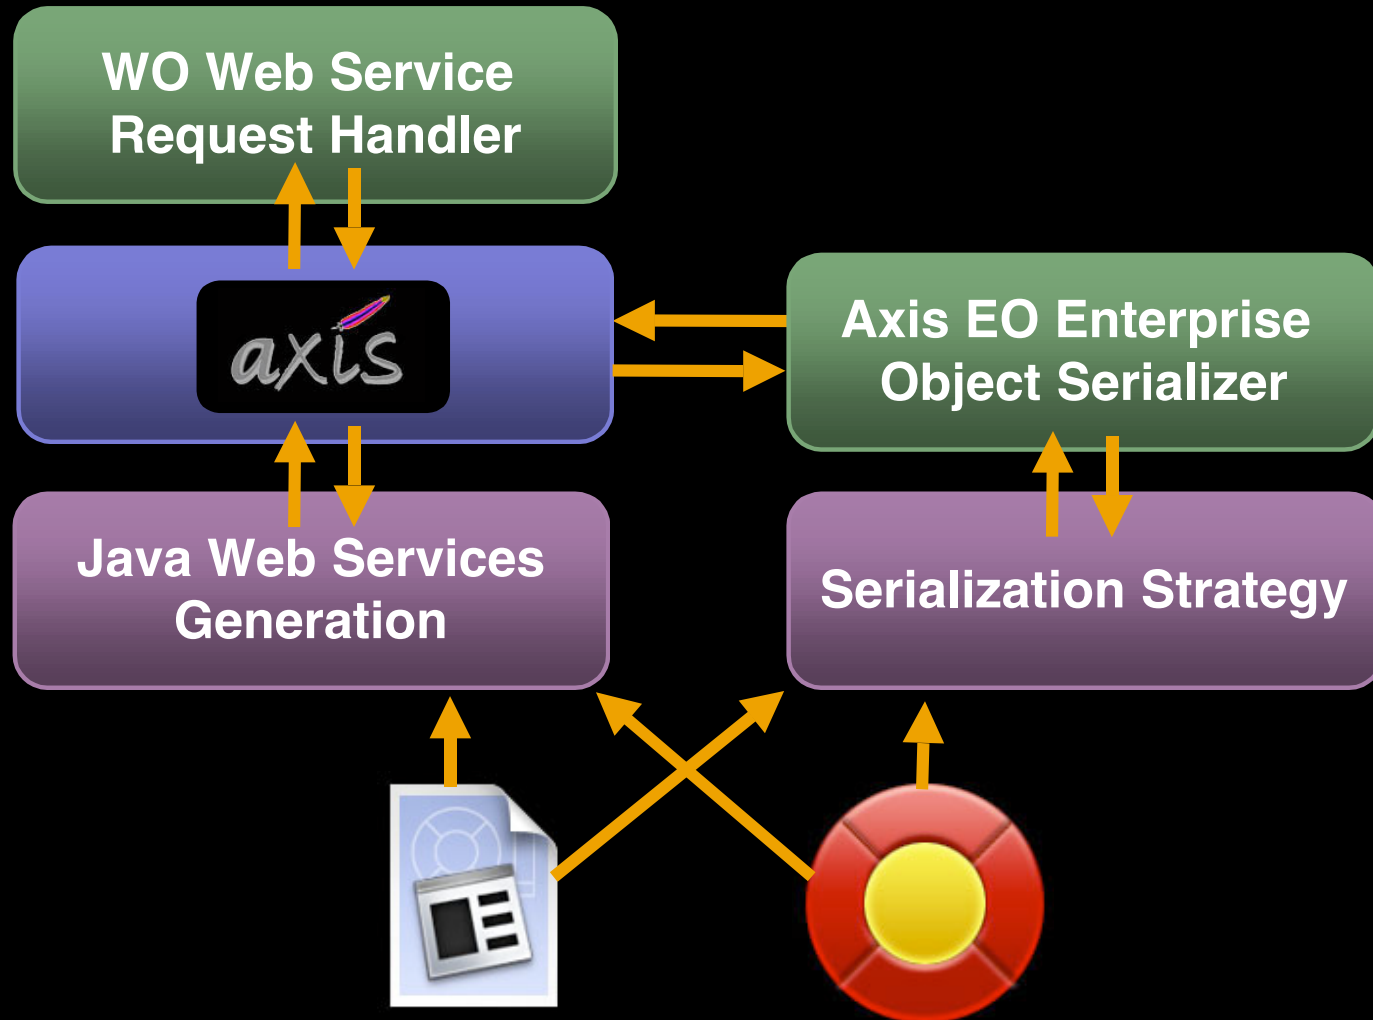 WO Web Service
Request Handler
axis
Axis EO Enterprise
Object Serializer
Java Web Services
Generation
Serialization Strategy